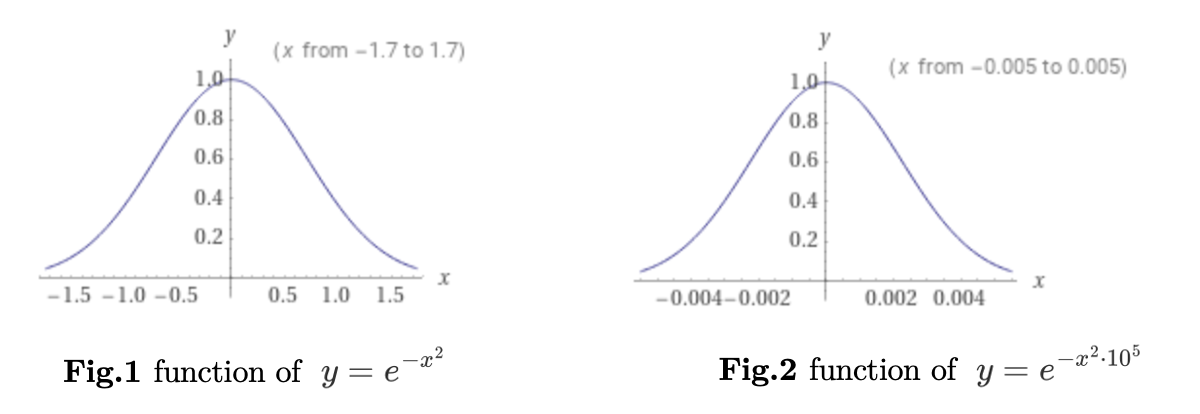 y
(x from −1.7 to 1.7)
1.0
0.8
0.6
0.4
0.2
x
−1.5 −1.0 −0.5 0.5 1.0 1.5
Fig.1 function of y = e^{−x^2}
y
(x from −0.005 to 0.005)
1.0
0.8
0.6
0.4
0.2
x
−0.004 −0.002 0.002 0.004
Fig.2 function of y = e^{−x^2·10^5}